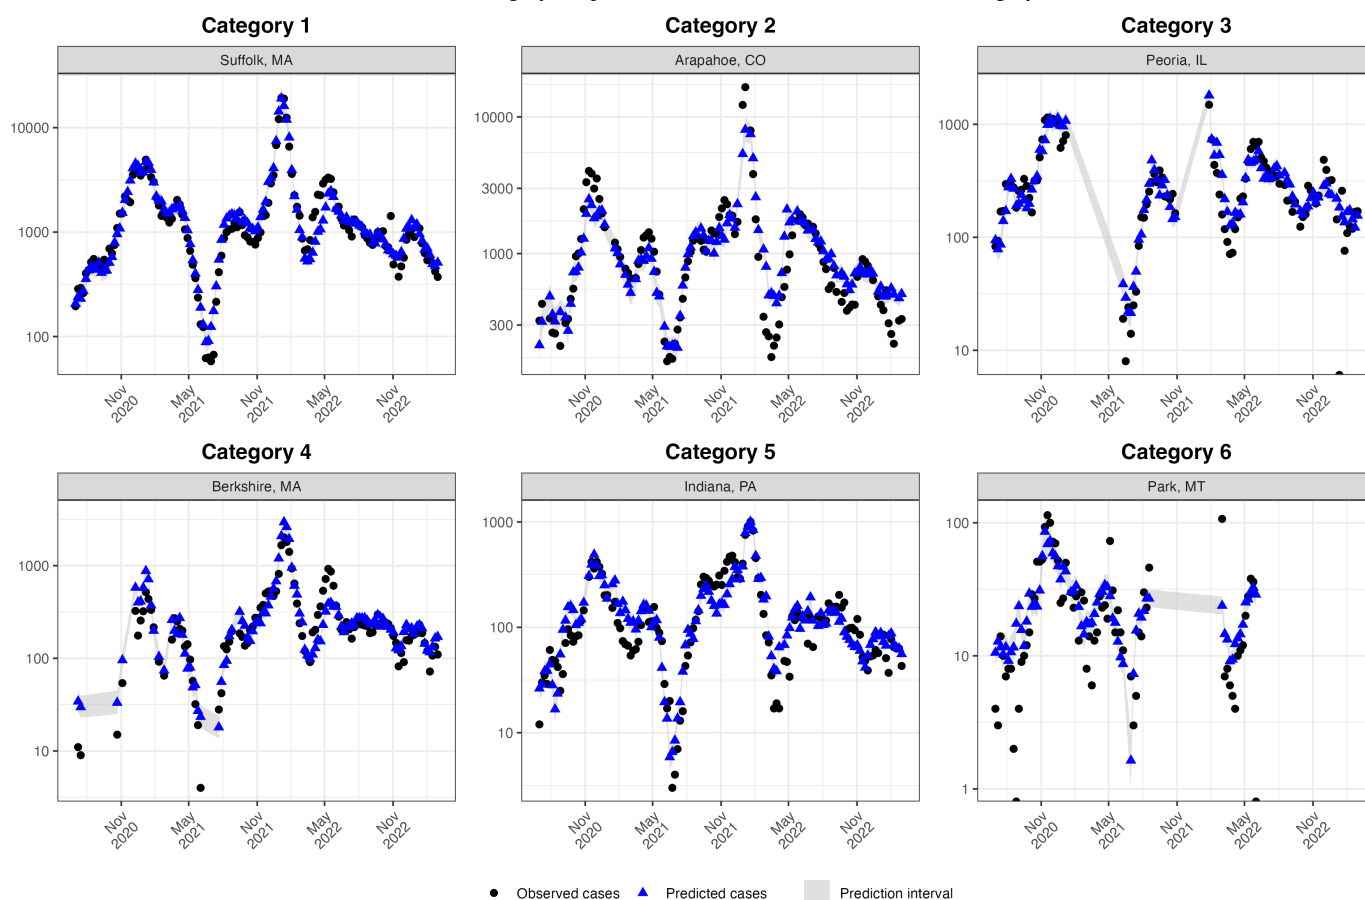 Category 1
Category 2
Category 3
Suffolk, MA
Arapahoe, CO
Peoria, IL
10000
1000
100
10000
3000
1000
300
1000
100
10
Nov 2020
May 2021
Nov 2021
May 2022
Nov 2022
Nov 2020
May 2021
Nov 2021
May 2022
Nov 2022
Nov 2020
May 2021
Nov 2021
May 2022
Nov 2022
Category 4
Category 5
Category 6
Berkshire, MA
Indiana, PA
Park, MT
1000
100
10
1000
100
10
100
10
1
Nov 2020
May 2021
Nov 2021
May 2022
Nov 2022
Nov 2020
May 2021
Nov 2021
May 2022
Nov 2022
Nov 2020
May 2021
Nov 2021
May 2022
Nov 2022
Observed cases
Predicted cases
Prediction interval